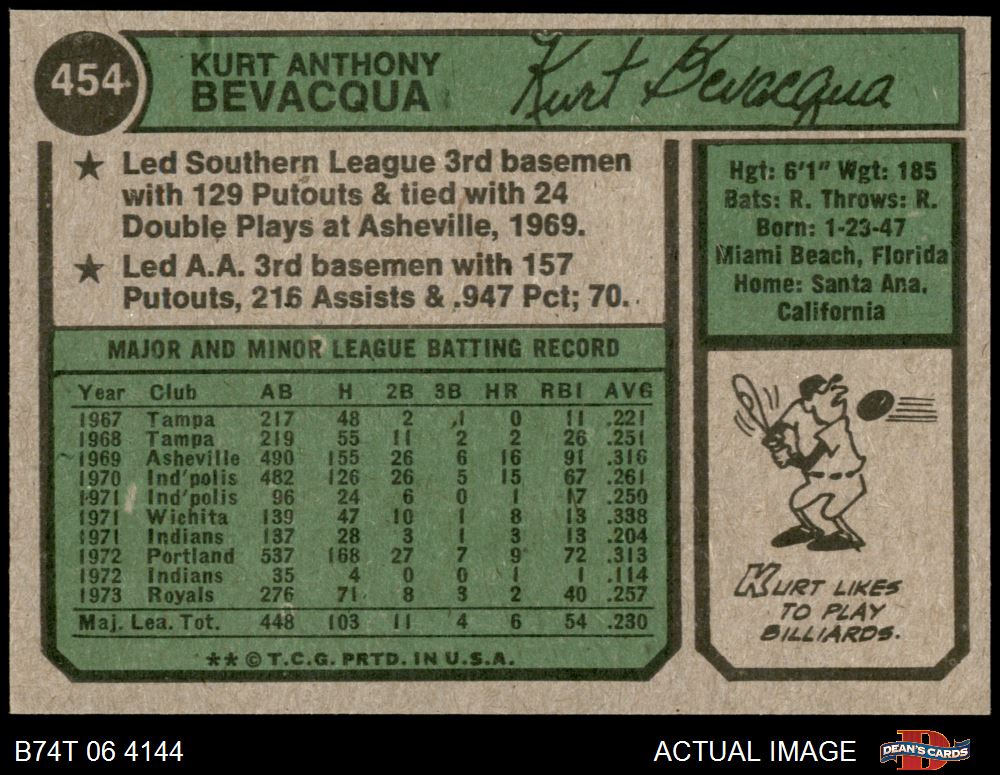 454
KURT ANTHONY
BEVACQUA
Kurt Bevacqua
★ Led Southern League 3rd basemen
with 129 Putouts & tied with 24
Double Plays at Asheville, 1969.
★ Led A.A. 3rd basemen with 157
Putouts, 216 Assists & .947 Pct; 70.
Hgt: 6'1" Wgt: 185
Bats: R. Throws: R.
Born: 1-23-47
Miami Beach, Florida
Home: Santa Ana.
California
MAJOR AND MINOR LEAGUE BATTING RECORD
Year Club AB H 2B 3B HR RBI AVG
1967 Tampa 217 48 2 1 0 11 .221
1968 Tampa 219 55 11 2 2 26 .251
1969 Asheville 490 155 26 6 16 91 .316
1970 Ind'polis 482 126 26 5 15 67 .261
1971 Ind'polis 96 24 6 0 1 17 .250
1971 Wichita 139 47 10 1 8 13 .338
1971 Indians 137 28 3 1 3 13 .204
1972 Portland 537 168 27 7 9 72 .313
1972 Indians 35 4 0 0 1 1 .114
1973 Royals 276 71 8 3 2 40 .257
Maj. Lea. Tot. 448 103 11 4 6 54 .230
** © T.C.G. PRTD. IN U.S.A.
KURT LIKES
TO PLAY
BILLIARDS.
B74T 06 4144
ACTUAL IMAGE
DEAN'S CARDS